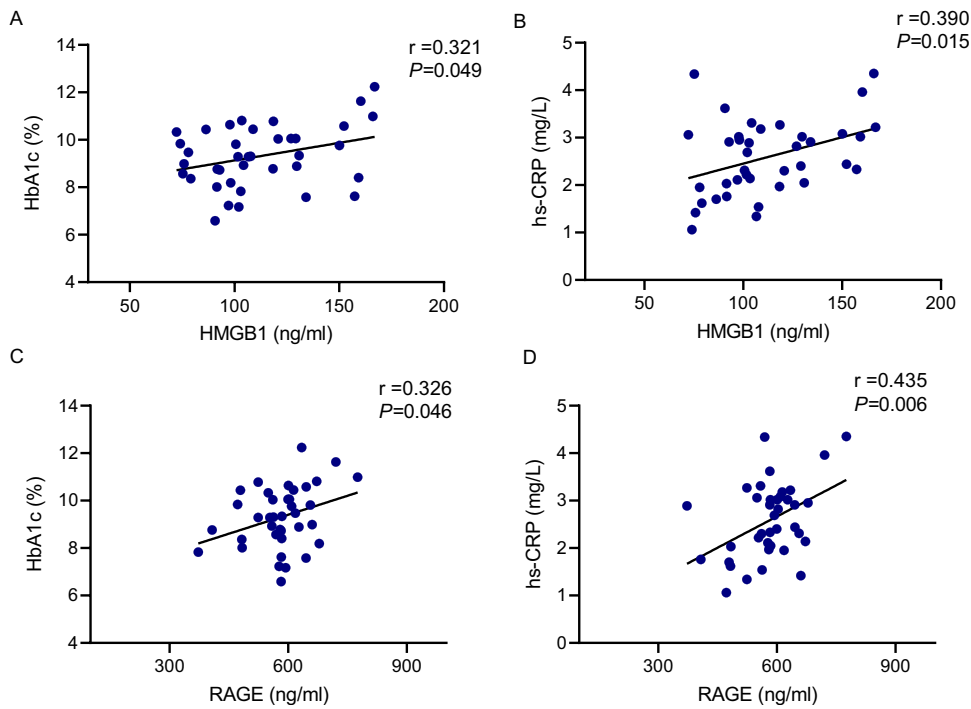 A
r =0.321
P=0.049
HbA1c (%)
14
12
10
8
6
4
50
100
150
200
HMGB1 (ng/ml)
B
r =0.390
P=0.015
hs-CRP (mg/L)
5
4
3
2
1
0
50
100
150
200
HMGB1 (ng/ml)
C
r =0.326
P=0.046
HbA1c (%)
14
12
10
8
6
4
300
600
900
RAGE (ng/ml)
D
r =0.435
P=0.006
hs-CRP (mg/L)
5
4
3
2
1
0
300
600
900
RAGE (ng/ml)